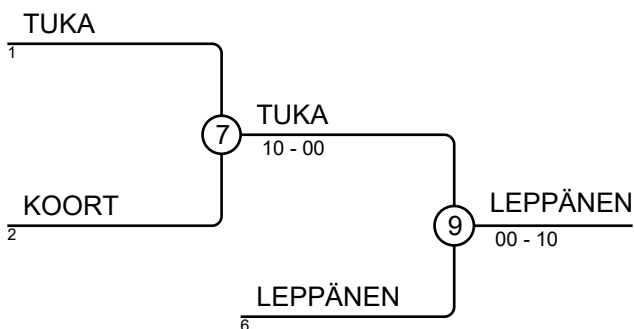 TUKA
1
7
TUKA
10 - 00
KOORT
2
9
LEPPÄNEN
00 - 10
LEPPÄNEN
6